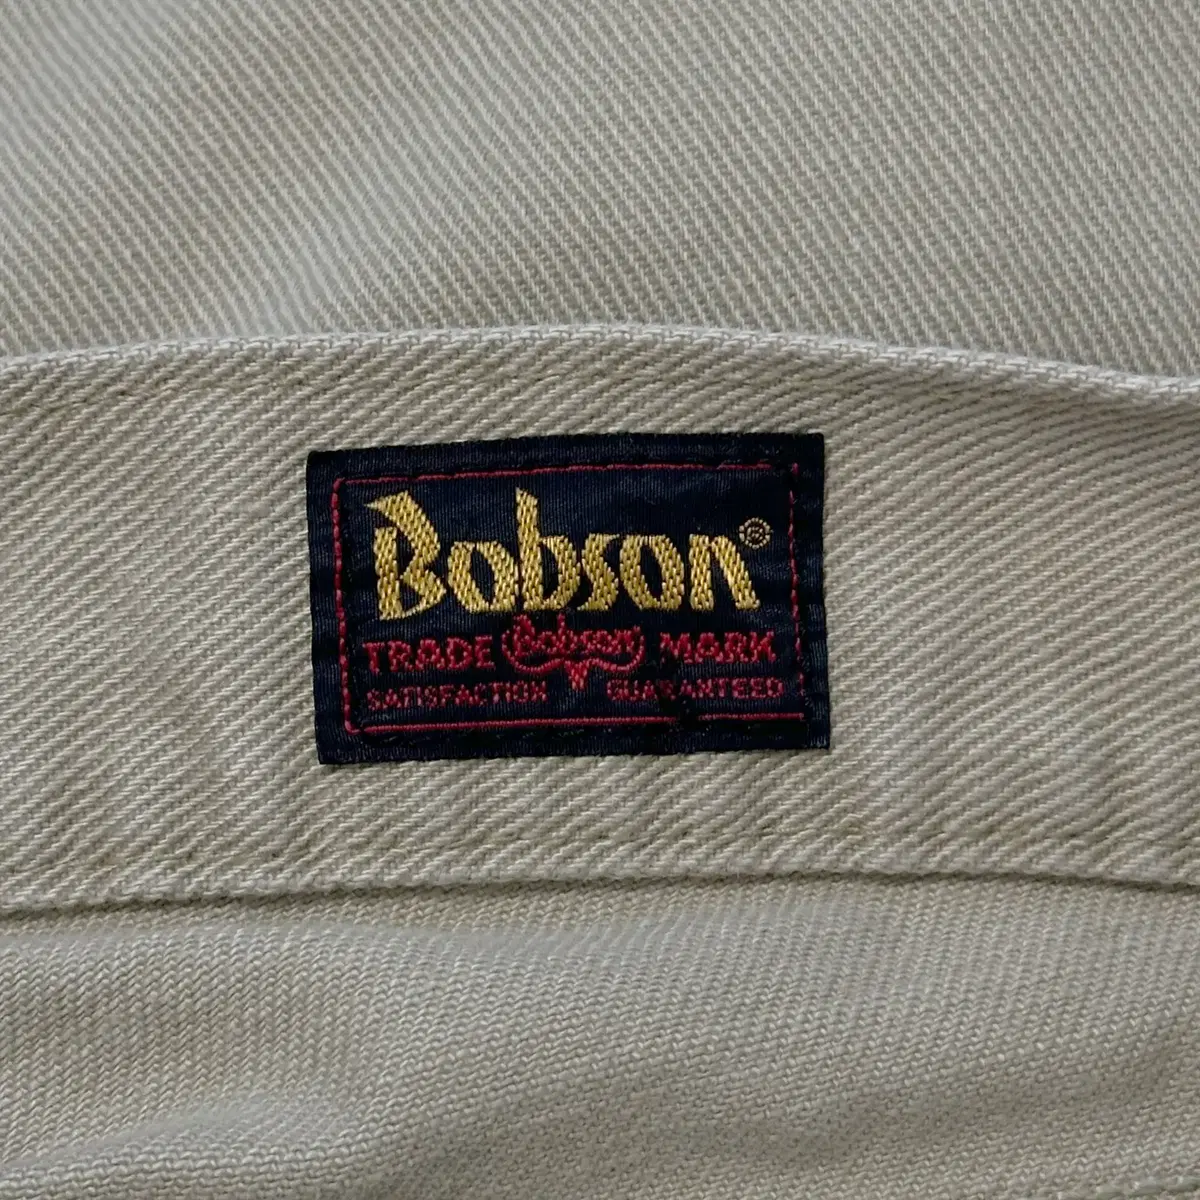 Bobson®
TRADE Bobson MARK
SATISFACTION GUARANTEED